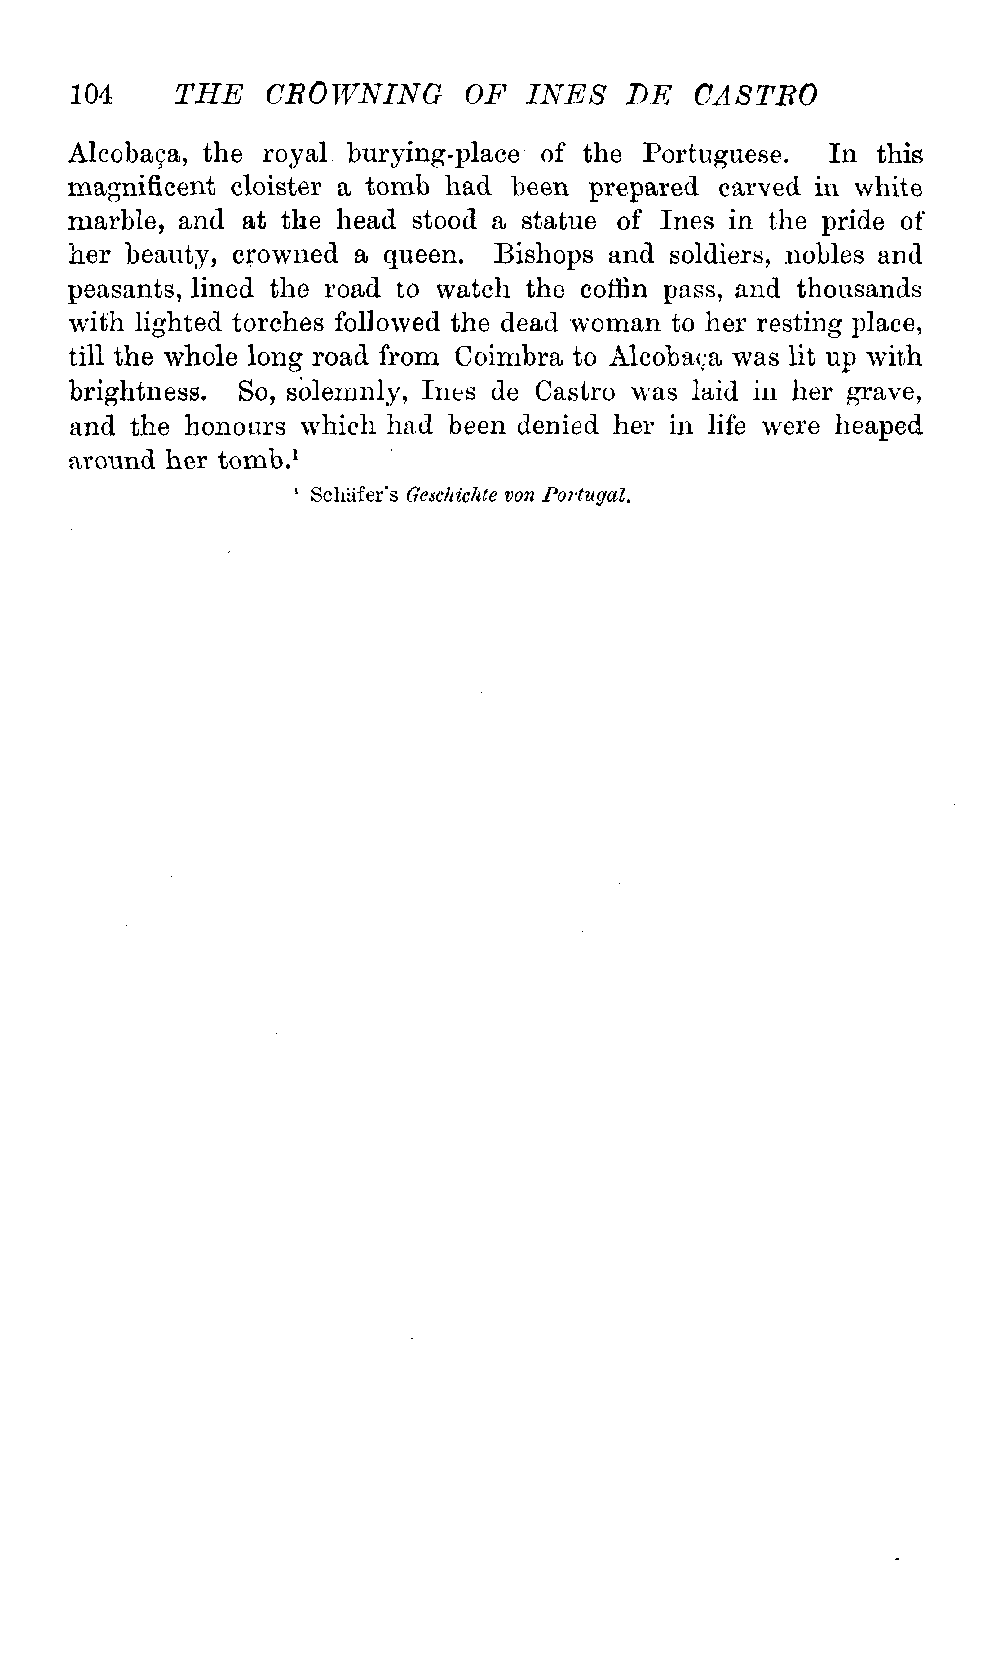 104 THE CROWNING OF INES DE CASTRO
Alcobaça, the royal burying-place of the Portuguese. In this
magnificent cloister a tomb had been prepared carved in white
marble, and at the head stood a statue of Ines in the pride of
her beauty, crowned a queen. Bishops and soldiers, nobles and
peasants, lined the road to watch the coffin pass, and thousands
with lighted torches followed the dead woman to her resting place,
till the whole long road from Coimbra to Alcobaça was lit up with
brightness. So, solemnly, Ines de Castro was laid in her grave,
and the honours which had been denied her in life were heaped
around her tomb.¹
¹ Schäfer's Geschichte von Portugal.